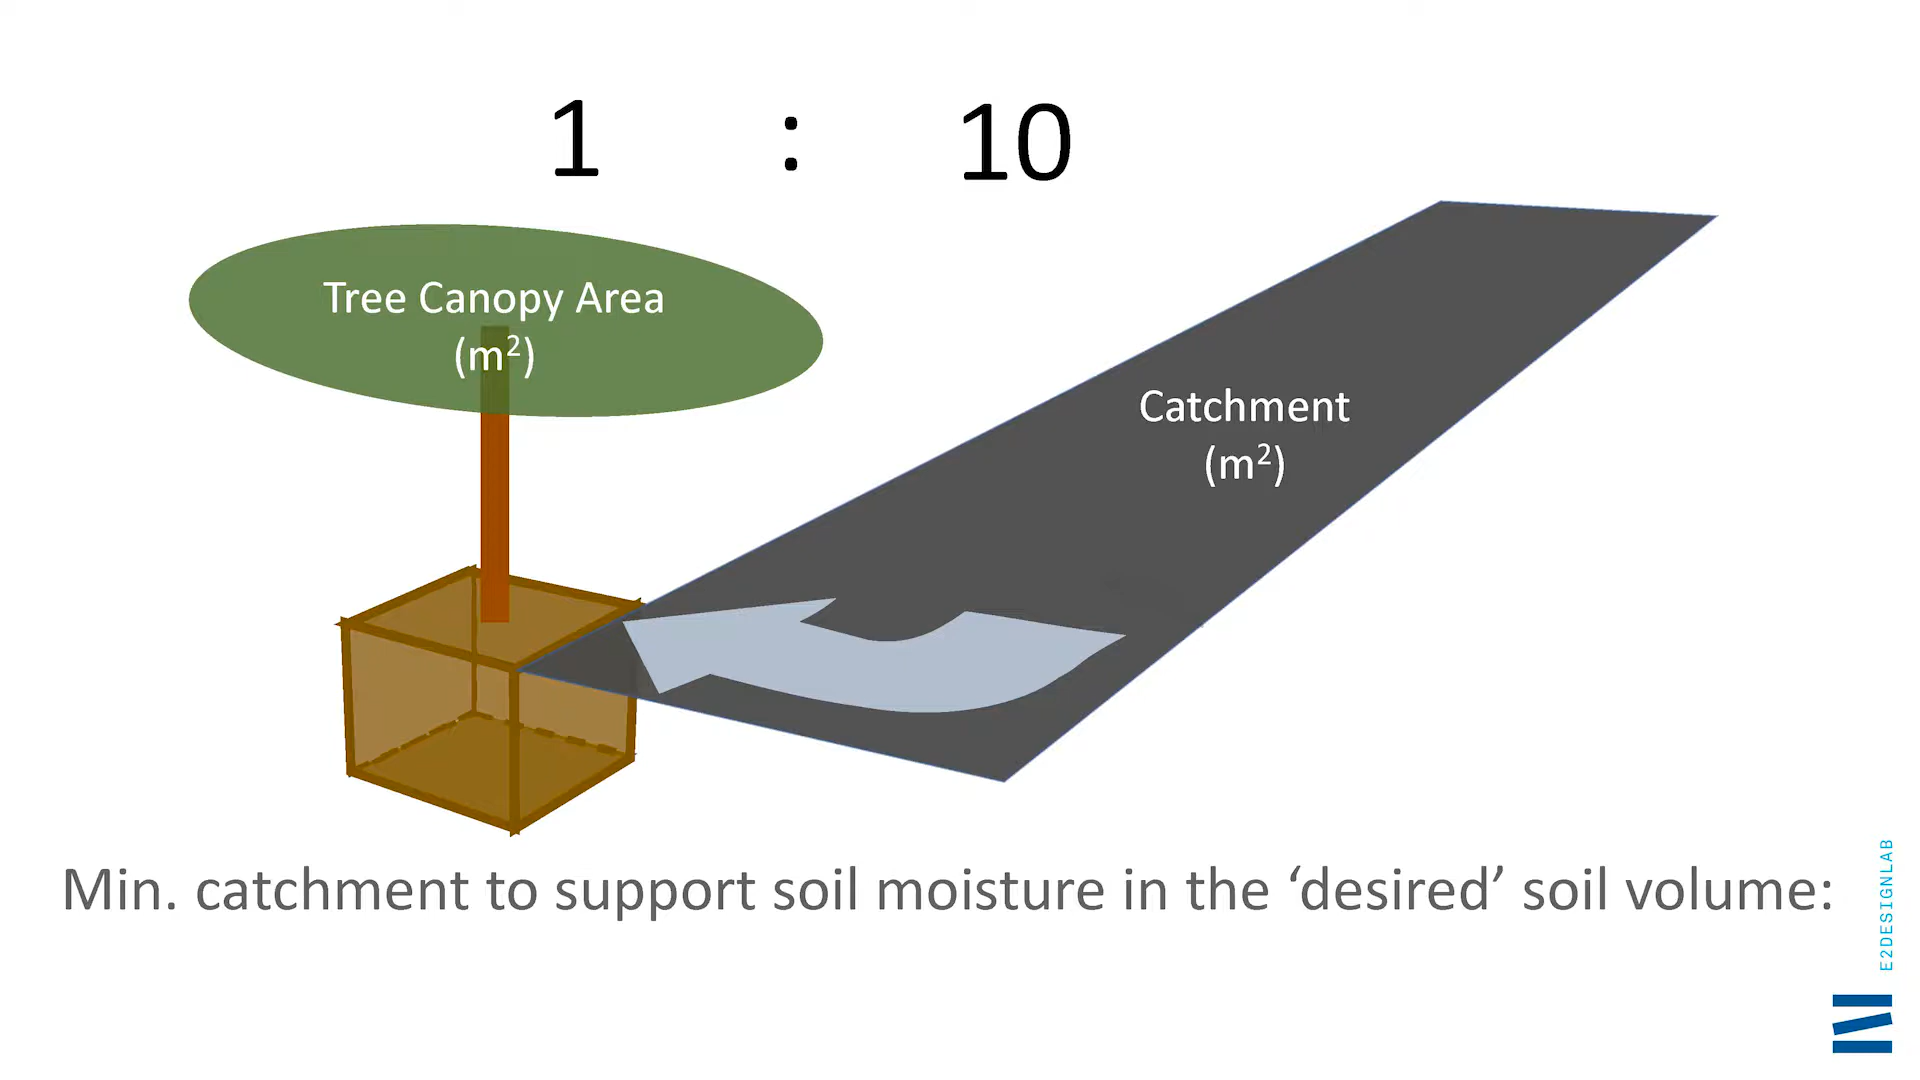 1 : 10
Tree Canopy Area
(m²)
Catchment
(m²)
Min. catchment to support soil moisture in the ‘desired’ soil volume:
E2DESIGNLAB